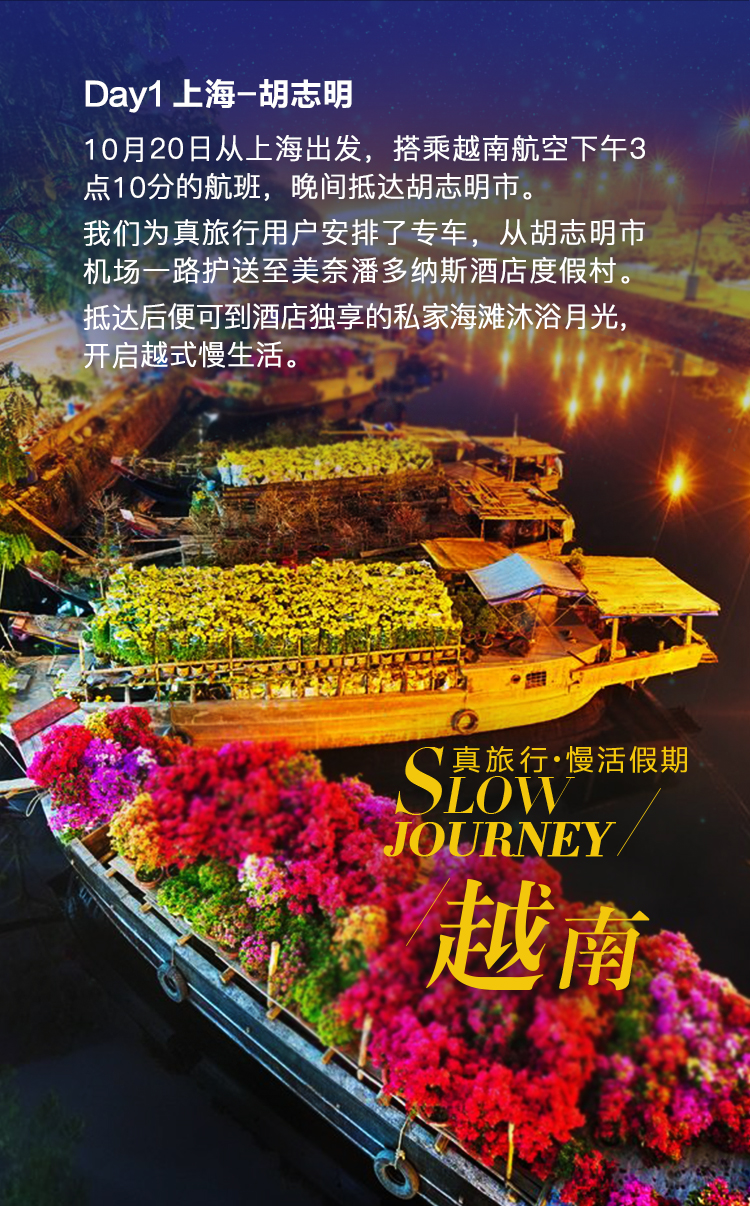 Day1 上海-胡志明
10月20日从上海出发，搭乘越南航空下午3
点10分的航班，晚间抵达胡志明市。
我们为真旅行用户安排了专车，从胡志明市
机场一路护送至美奈潘多纳斯酒店度假村。
抵达后便可到酒店独享的私家海滩沐浴月光，
开启越式慢生活。
真旅行·慢活假期
SLOW
JOURNEY
越南